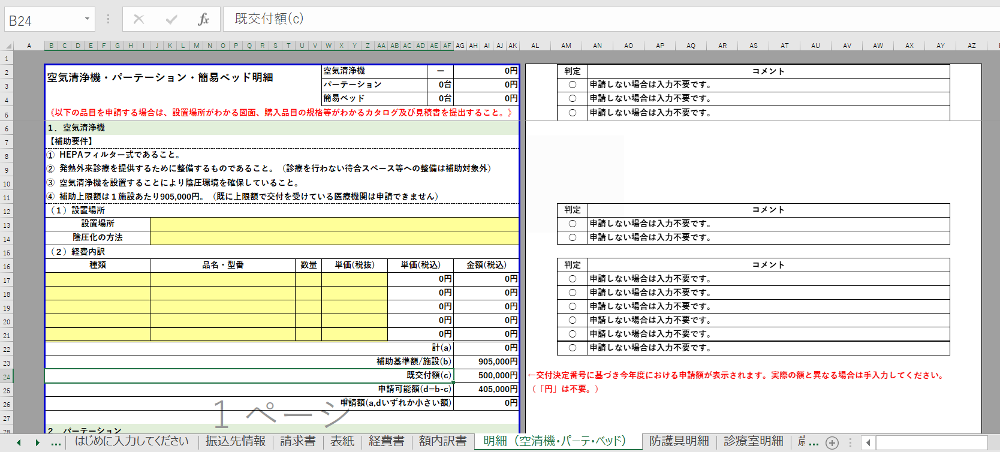 B24 fx 既交付額(c)
A B C D E F G H I J K L M N O P Q R S T U V W X Y Z AA AB AC AD AE AF AG AH AI AJ AK AL AM AN AO AP AQ AR AS AT AU AV AW AX AY AZ
1
2 空気清浄機・パーテーション・簡易ベッド明細 空気清浄機 ー 0円 判定 コメント
3 パーテーション 0台 0円 〇 申請しない場合は入力不要です。
4 簡易ベッド 0台 0円 〇 申請しない場合は入力不要です。
5 《以下の品目を申請する場合は、設置場所がわかる図面、購入品目の規格等がわかるカタログ及び見積書を提出すること。》 〇 申請しない場合は入力不要です。
6 1．空気清浄機
7 【補助要件】
8 ① HEPAフィルター式であること。
9 ② 発熱外来診療を提供するために整備するものであること。（診療を行わない待合スペース等への整備は補助対象外）
10 ③ 空気清浄機を設置することにより陰圧環境を確保していること。
11 ④ 補助上限額は１施設あたり905,000円。（既に上限額で交付を受けている医療機関は申請できません）
12 （1）設置場所 判定 コメント
13 設置場所 〇 申請しない場合は入力不要です。
14 陰圧化の方法 〇 申請しない場合は入力不要です。
15 （2）経費内訳
16 種類 品名・型番 数量 単価(税抜) 単価(税込) 金額(税込) 判定 コメント
17 0円 0円 〇 申請しない場合は入力不要です。
18 0円 0円 〇 申請しない場合は入力不要です。
19 0円 0円 〇 申請しない場合は入力不要です。
20 0円 0円 〇 申請しない場合は入力不要です。
21 0円 0円 〇 申請しない場合は入力不要です。
22 計(a) 0円 〇 申請しない場合は入力不要です。
23 補助基準額/施設(b) 905,000円
24 既交付額(c) 500,000円 ←交付決定番号に基づき今年度における申請額が表示されます。実際の額と異なる場合は手入力してください。
25 申請可能額(d=b-c) 405,000円 （「円」は不要。）
26 申請額(a,dいずれか小さい額) 0円
1 ページ
27
28 2．パーテーション
... はじめに入力してください 振込先情報 請求書 表紙 経費書 額内訳書 明細（空清機・パーテ・ベッド） 防護具明細 診療室明細 ...